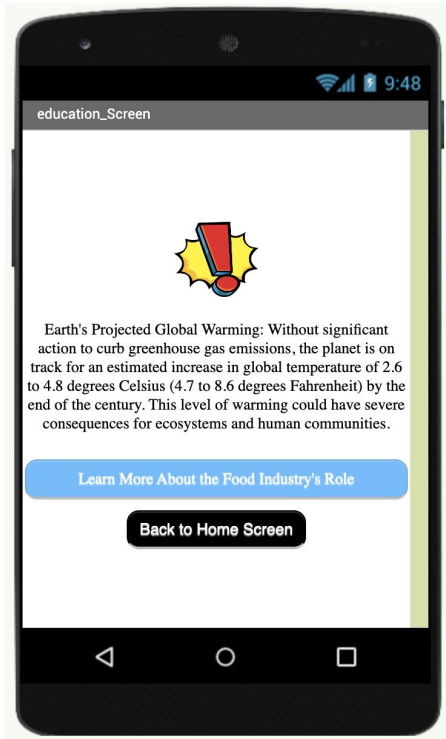 9:48
education_Screen
Earth's Projected Global Warming: Without significant
action to curb greenhouse gas emissions, the planet is on
track for an estimated increase in global temperature of 2.6
to 4.8 degrees Celsius (4.7 to 8.6 degrees Fahrenheit) by the
end of the century. This level of warming could have severe
consequences for ecosystems and human communities.
Learn More About the Food Industry's Role
Back to Home Screen